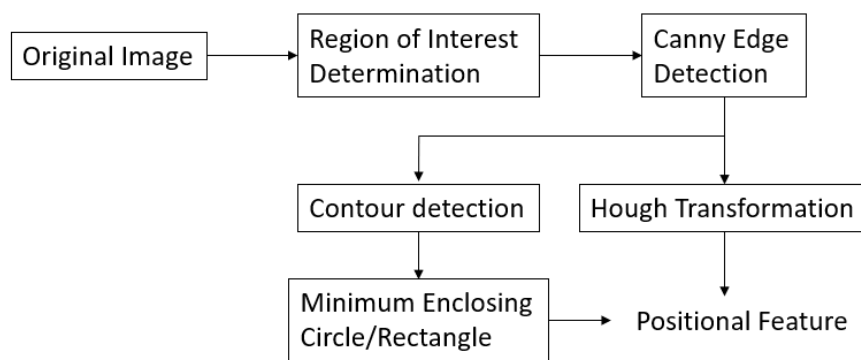 Original Image
Region of Interest
Determination
Canny Edge
Detection
Contour detection
Hough Transformation
Minimum Enclosing
Circle/Rectangle
Positional Feature